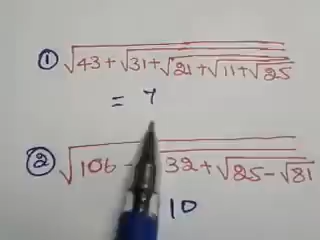 ① √43+√31+√21+√11+√25
= 7
② √106 - √32+√85-√81
10